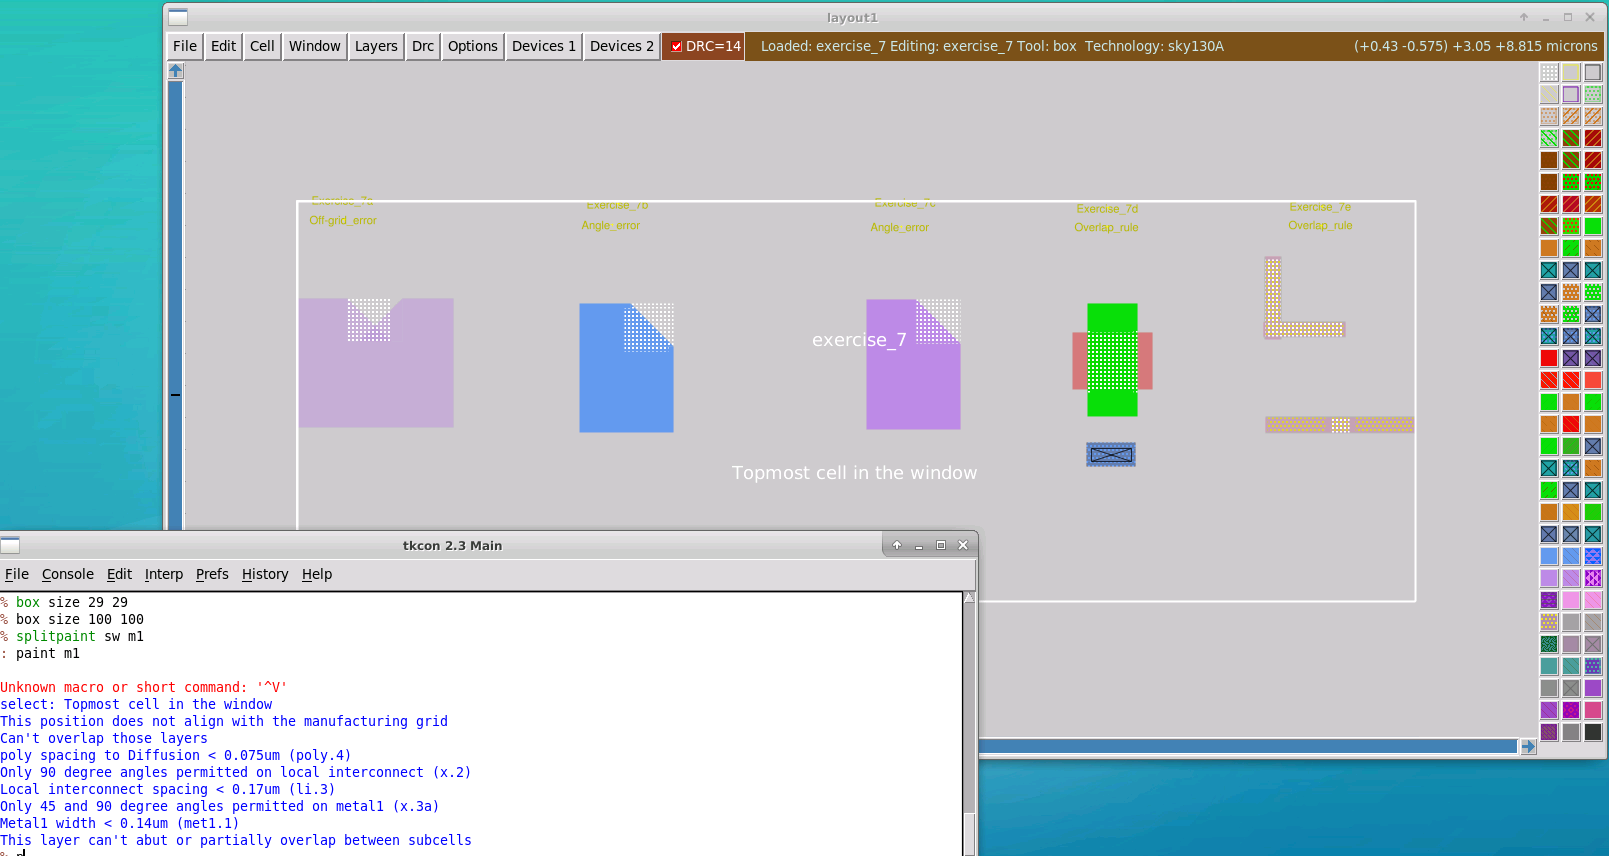 layout1
File Edit Cell Window Layers Drc Options Devices 1 Devices 2 DRC=14 Loaded: exercise_7 Editing: exercise_7 Tool: box Technology: sky130A (+0.43 -0.575) +3.05 +8.815 microns
Exercise_7a
Off-grid_error
Exercise_7b
Angle_error
Exercise_7c
Angle_error
Exercise_7d
Overlap_rule
Exercise_7e
Overlap_rule
exercise_7
Topmost cell in the window
tkcon 2.3 Main
File Console Edit Interp Prefs History Help
% box size 29 29
% box size 100 100
% splitpaint sw m1
: paint m1
Unknown macro or short command: '^V'
select: Topmost cell in the window
This position does not align with the manufacturing grid
Can't overlap those layers
poly spacing to Diffusion < 0.075um (poly.4)
Only 90 degree angles permitted on local interconnect (x.2)
Local interconnect spacing < 0.17um (li.3)
Only 45 and 90 degree angles permitted on metal1 (x.3a)
Metal1 width < 0.14um (met1.1)
This layer can't abut or partially overlap between subcells